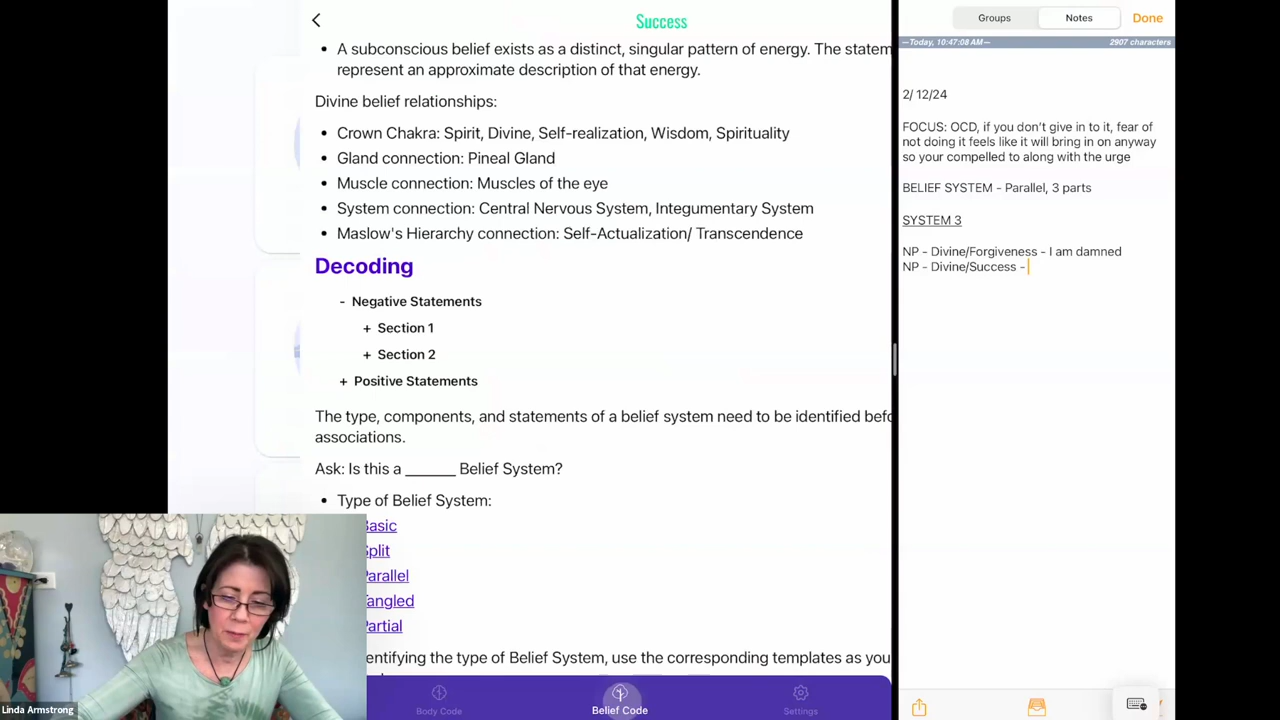 Success
• A subconscious belief exists as a distinct, singular pattern of energy. The statem
represent an approximate description of that energy.
Divine belief relationships:
• Crown Chakra: Spirit, Divine, Self-realization, Wisdom, Spirituality
• Gland connection: Pineal Gland
• Muscle connection: Muscles of the eye
• System connection: Central Nervous System, Integumentary System
• Maslow's Hierarchy connection: Self-Actualization/ Transcendence
Decoding
- Negative Statements
+ Section 1
+ Section 2
+ Positive Statements
The type, components, and statements of a belief system need to be identified befo
associations.
Ask: Is this a ______ Belief System?
• Type of Belief System:
Basic
Split
Parallel
Tangled
Partial
entifying the type of Belief System, use the corresponding templates as you
Body Code
Belief Code
Settings
Linda Armstrong
Groups
Notes
Done
—Today, 10:47:08 AM—
2907 characters
2/ 12/24
FOCUS: OCD, if you don't give in to it, fear of
not doing it feels like it will bring in on anyway
so your compelled to along with the urge
BELIEF SYSTEM - Parallel, 3 parts
SYSTEM 3
NP - Divine/Forgiveness - I am damned
NP - Divine/Success -